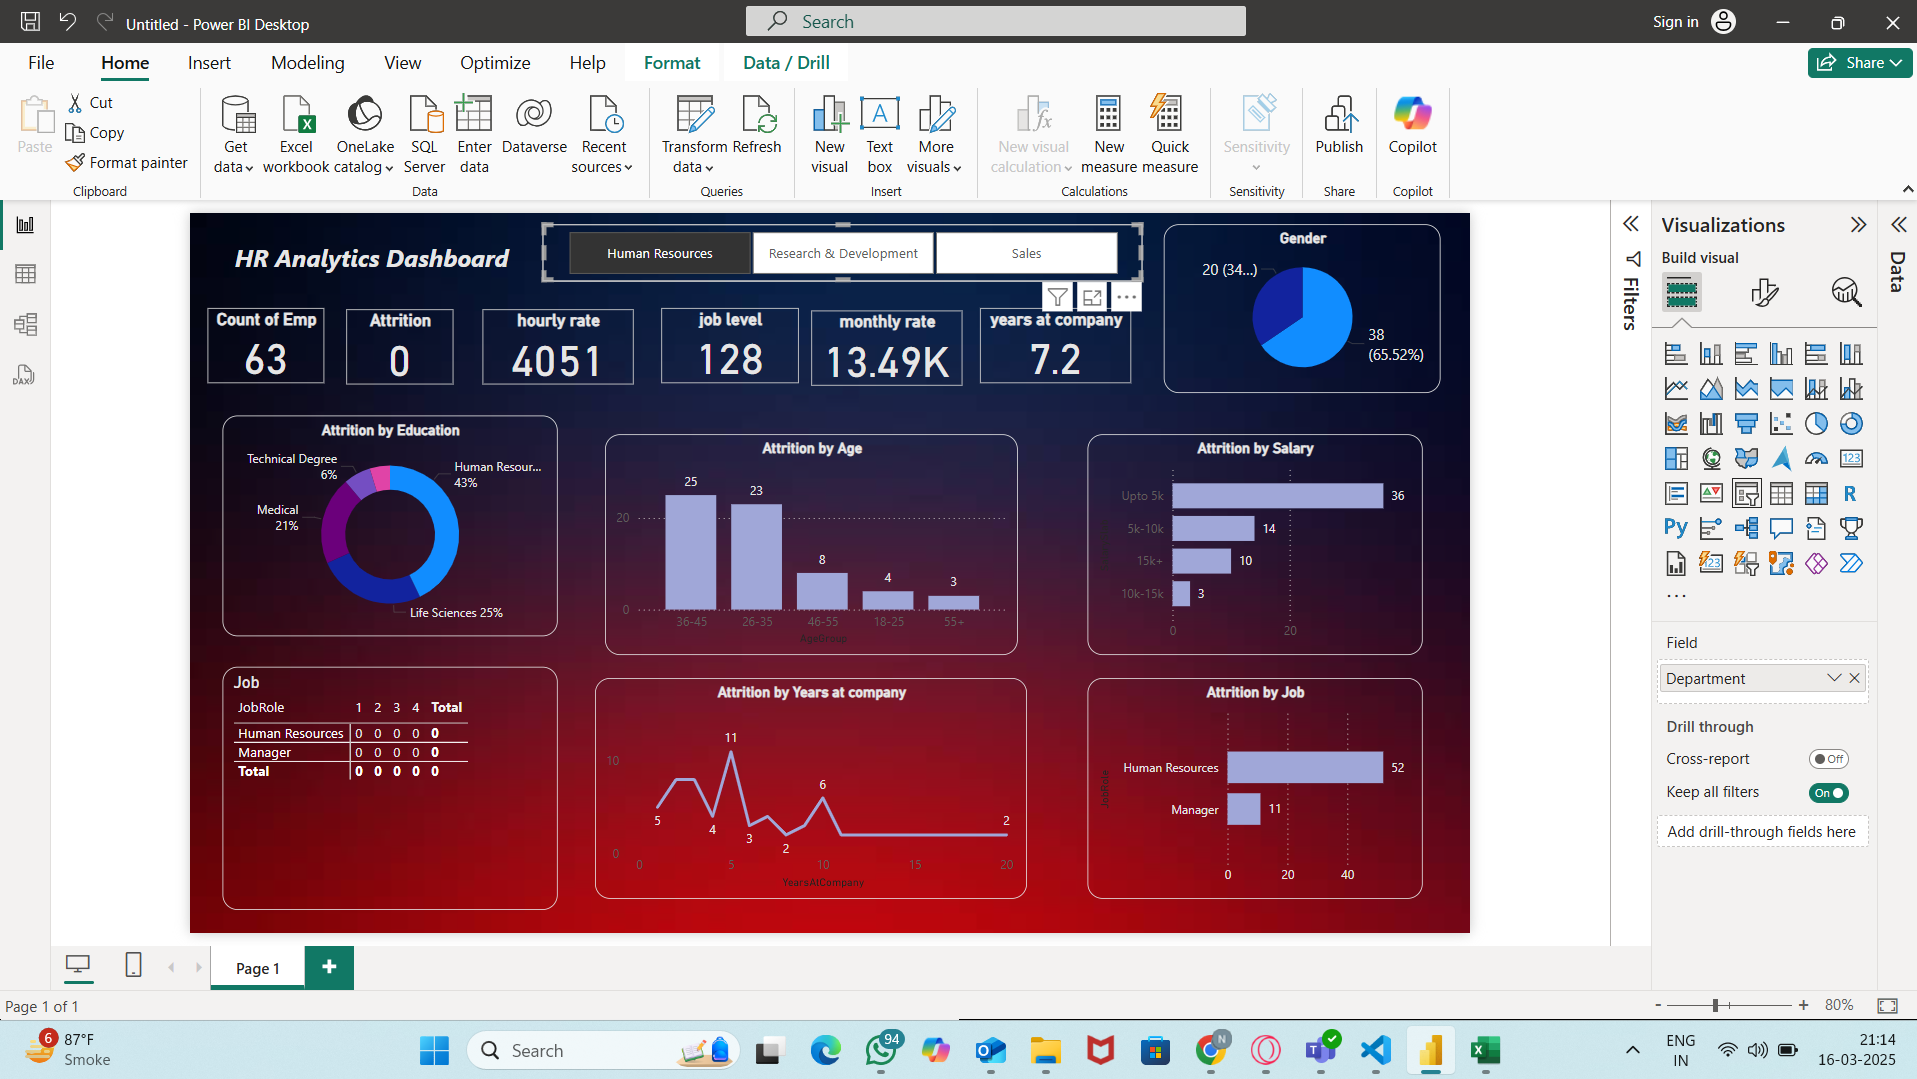 Untitled - Power BI Desktop
Search
Sign in
File
Home
Insert
Modeling
View
Optimize
Help
Format
Data / Drill
Share
Paste
Cut
Copy
Format painter
Clipboard
Get data
Excel workbook
OneLake catalog
SQL Server
Enter data
Dataverse
Recent sources
Data
Transform data
Refresh
Queries
New visual
Text box
More visuals
Insert
New visual calculation
New measure
Quick measure
Calculations
Sensitivity
Sensitivity
Publish
Share
Copilot
Copilot
HR Analytics Dashboard
Human Resources
Research & Development
Sales
Count of Emp
63
Attrition
0
hourly rate
4051
job level
128
monthly rate
13.49K
years at company
7.2
Gender
20 (34...)
38
(65.52%)
Attrition by Education
Technical Degree
6%
Human Resour...
43%
Medical
21%
Life Sciences 25%
Attrition by Age
25
23
8
4
3
20
0
36-45
26-35
46-55
18-25
55+
AgeGroup
Attrition by Salary
Upto 5k
36
5k-10k
14
15k+
10
10k-15k
3
0
20
Job
JobRole 1 2 3 4 Total
Human Resources 0 0 0 0 0
Manager 0 0 0 0 0
Total 0 0 0 0 0
Attrition by Years at company
11
10
6
5
4
3
2
2
0
0
5
10
15
20
YearsAtCompany
Attrition by Job
JobRole
Human Resources
52
Manager
11
0
20
40
Filters
Visualizations
Build visual
123
R
Py
123
...
Field
Department
Drill through
Cross-report
Off
Keep all filters
On
Add drill-through fields here
Data
DAX
Page 1
Page 1 of 1
- + 80%
6
87°F
Smoke
Search
94
N
ENG
IN
21:14
16-03-2025